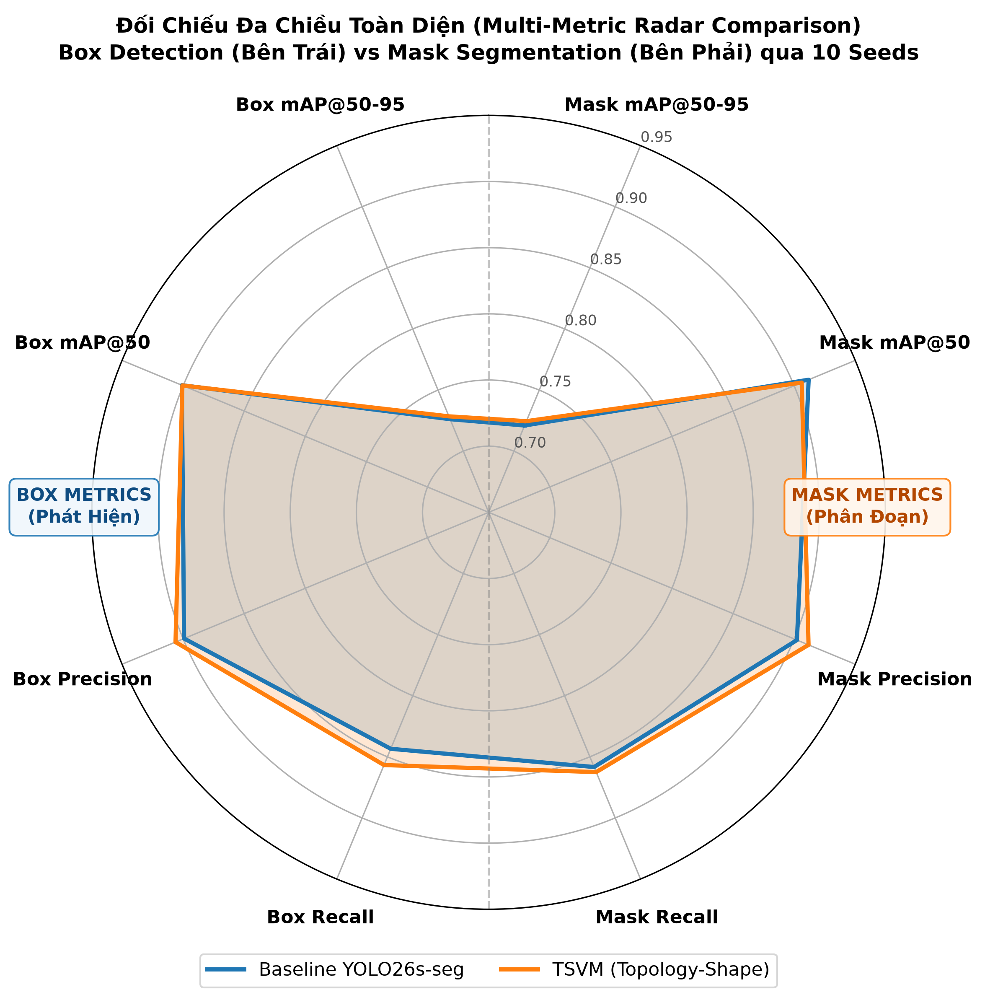 Đối Chiếu Đa Chiều Toàn Diện (Multi-Metric Radar Comparison)
Box Detection (Bên Trái) vs Mask Segmentation (Bên Phải) qua 10 Seeds
Box mAP@50-95
Mask mAP@50-95
0.95
0.90
0.85
0.80
0.75
0.70
Box mAP@50
Mask mAP@50
BOX METRICS
(Phát Hiện)
MASK METRICS
(Phân Đoạn)
Box Precision
Mask Precision
Box Recall
Mask Recall
Baseline YOLO26s-seg
TSVM (Topology-Shape)